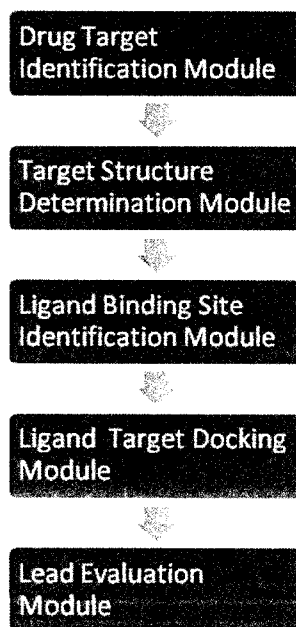 Drug Target
Identification Module
Target Structure
Determination Module
Ligand Binding Site
Identification Module
Ligand Target Docking
Module
Lead Evaluation
Module